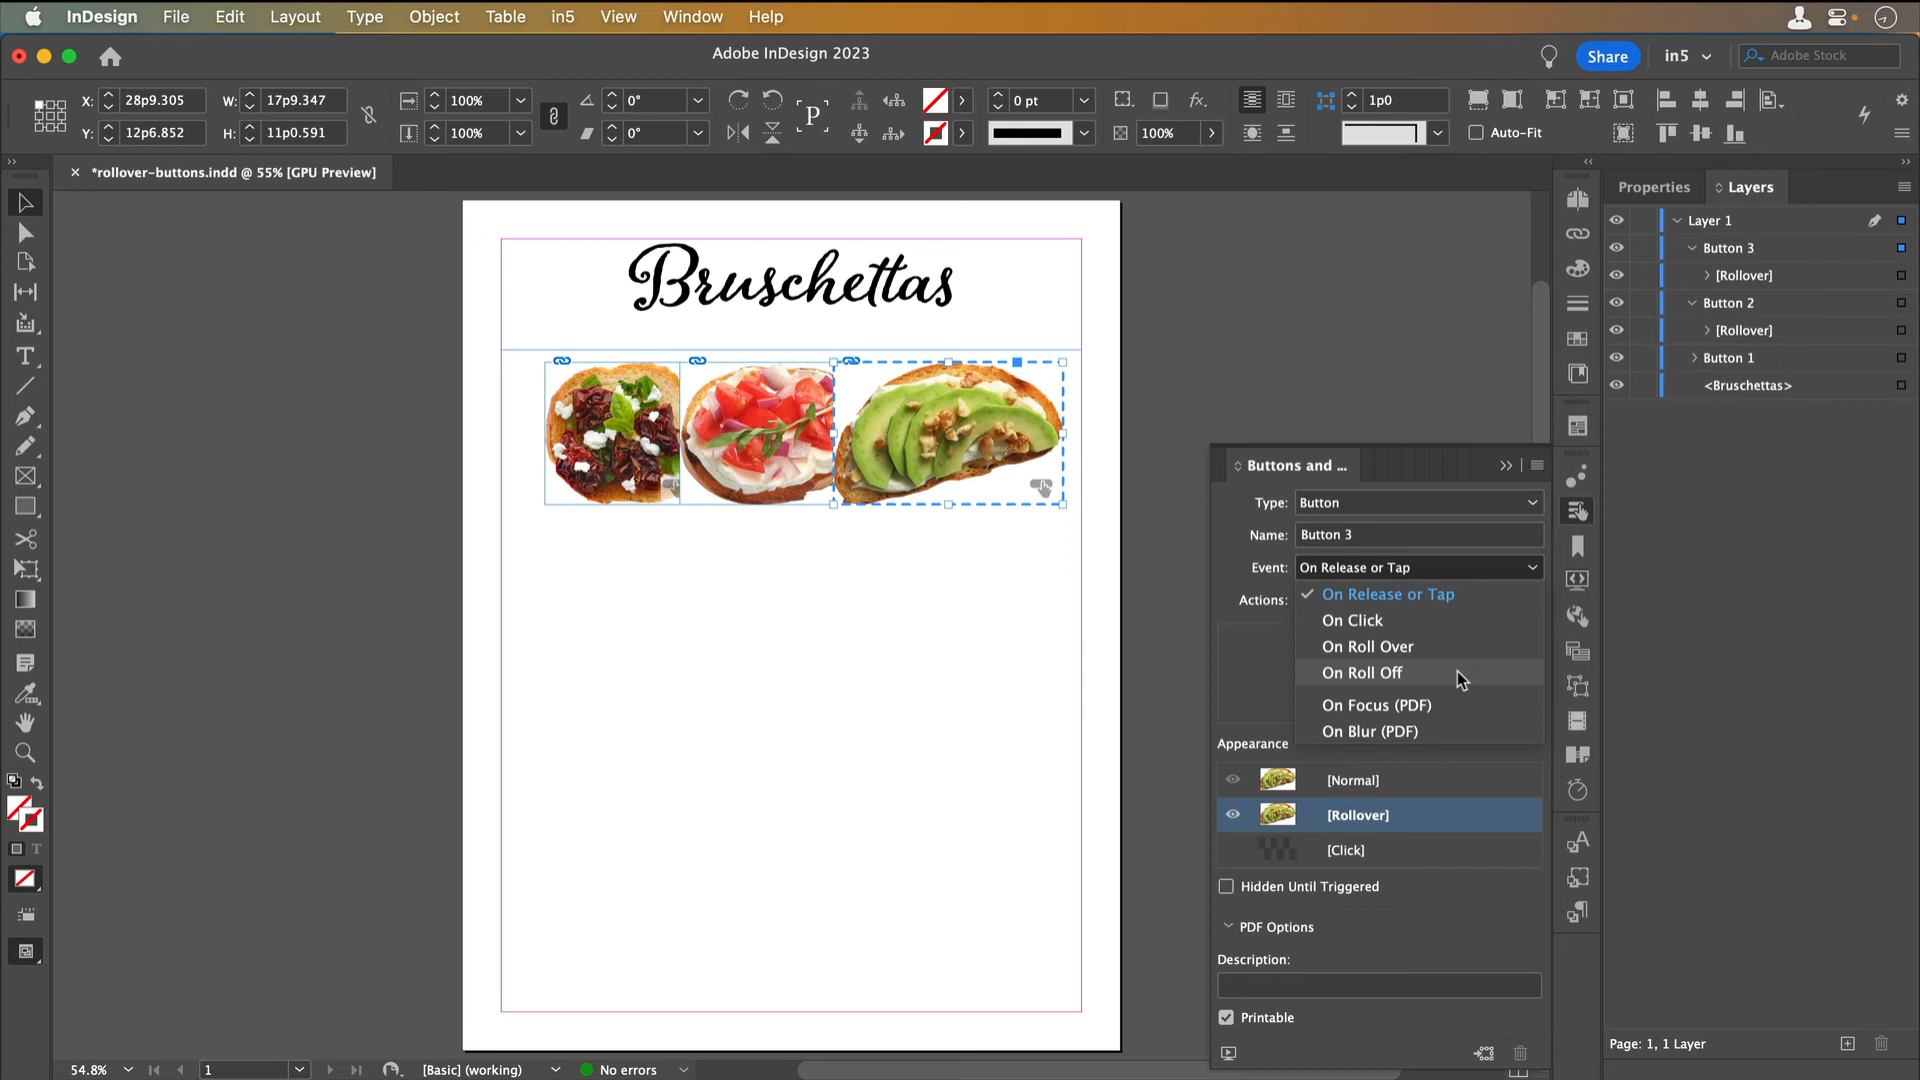 InDesign File Edit Layout Type Object Table in5 View Window Help
Adobe InDesign 2023
Share
in5
Adobe Stock
X: 28p9.305 W: 17p9.347 100% 0° P 0 pt fx. 1p0
Y: 12p6.852 H: 11p0.591 100% 0° 100% Auto-Fit
*rollover-buttons.indd @ 55% [GPU Preview]
Properties Layers
Layer 1
Button 3
[Rollover]
Button 2
[Rollover]
Button 1
<Bruschettas>
Bruschettas
Buttons and ...
Type: Button
Name: Button 3
Event: On Release or Tap
Actions:
On Release or Tap
On Click
On Roll Over
On Roll Off
On Focus (PDF)
On Blur (PDF)
Appearance
[Normal]
[Rollover]
[Click]
Hidden Until Triggered
PDF Options
Description:
Printable
Page: 1, 1 Layer
54.8% 1 [Basic] (working) No errors